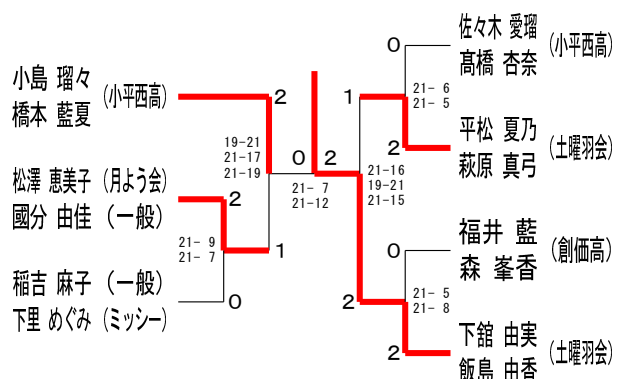 小島 瑠々
橋本 藍夏
(小平西高)
松澤 恵美子 (月よう会)
國分 由佳 (一般)
稲吉 麻子 (一般)
下里 めぐみ (ミッシー)
2
19-21
21-17
21-19
2
21- 9
21- 7
1
0
0
2
21- 7
21-12
1
21-16
19-21
21-15
2
0
21- 6
21- 5
2
0
21- 5
21- 8
2
佐々木 愛瑠
髙橋 杏奈
(小平西高)
平松 夏乃
萩原 真弓
(土曜羽会)
福井 藍
森 峯香
(創価高)
下舘 由実
飯島 由香
(土曜羽会)